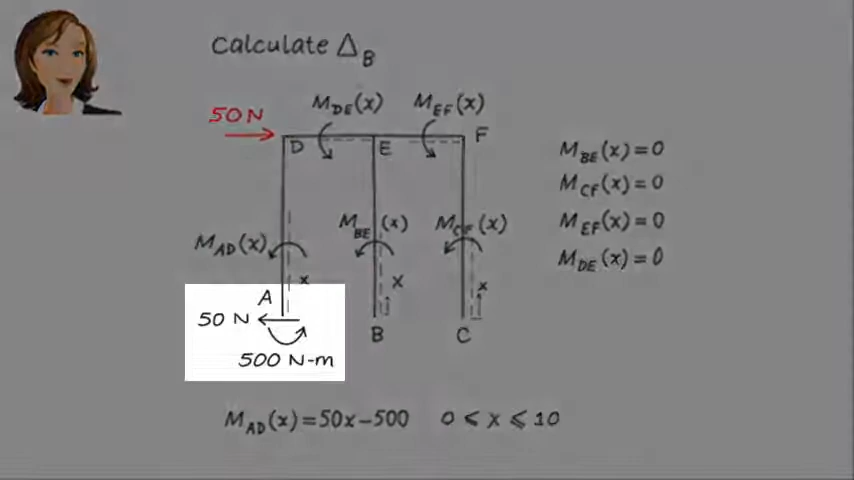 Calculate Δ_B
50 N
M_DE(x)
M_EF(x)
D
E
F
M_BE(x)=0
M_CF(x)=0
M_EF(x)=0
M_DE(x)=0
M_AD(x)
M_BE(x)
M_CF(x)
x
x
x
A
50 N
500 N-m
B
C
M_AD(x)=50x-500 0 < x ⩽ 10